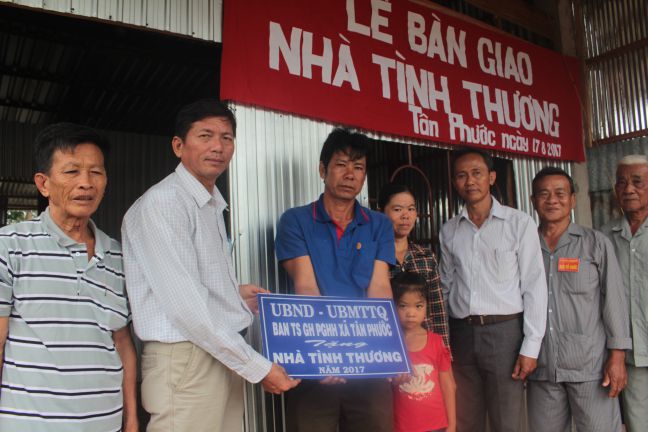 LỄ BÀN GIAO
NHÀ TÌNH THƯƠNG
Tân Phước ngày 17 8 2017
UBND - UBMTTQ
BAN TS GH PGHH XÃ TÂN PHƯỚC
Tặng
NHÀ TÌNH THƯƠNG
NĂM 2017